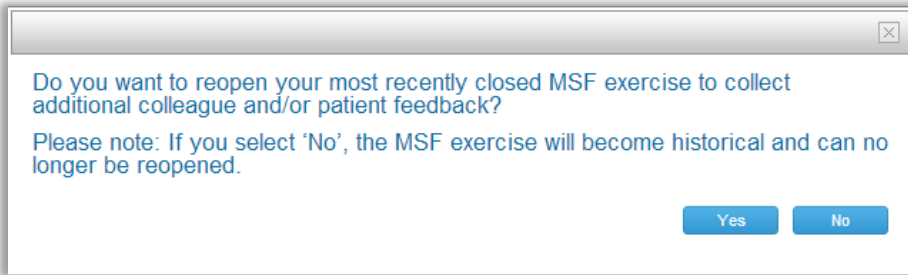 Do you want to reopen your most recently closed MSF exercise to collect
additional colleague and/or patient feedback?
Please note: If you select ‘No’, the MSF exercise will become historical and can no
longer be reopened.
Yes No